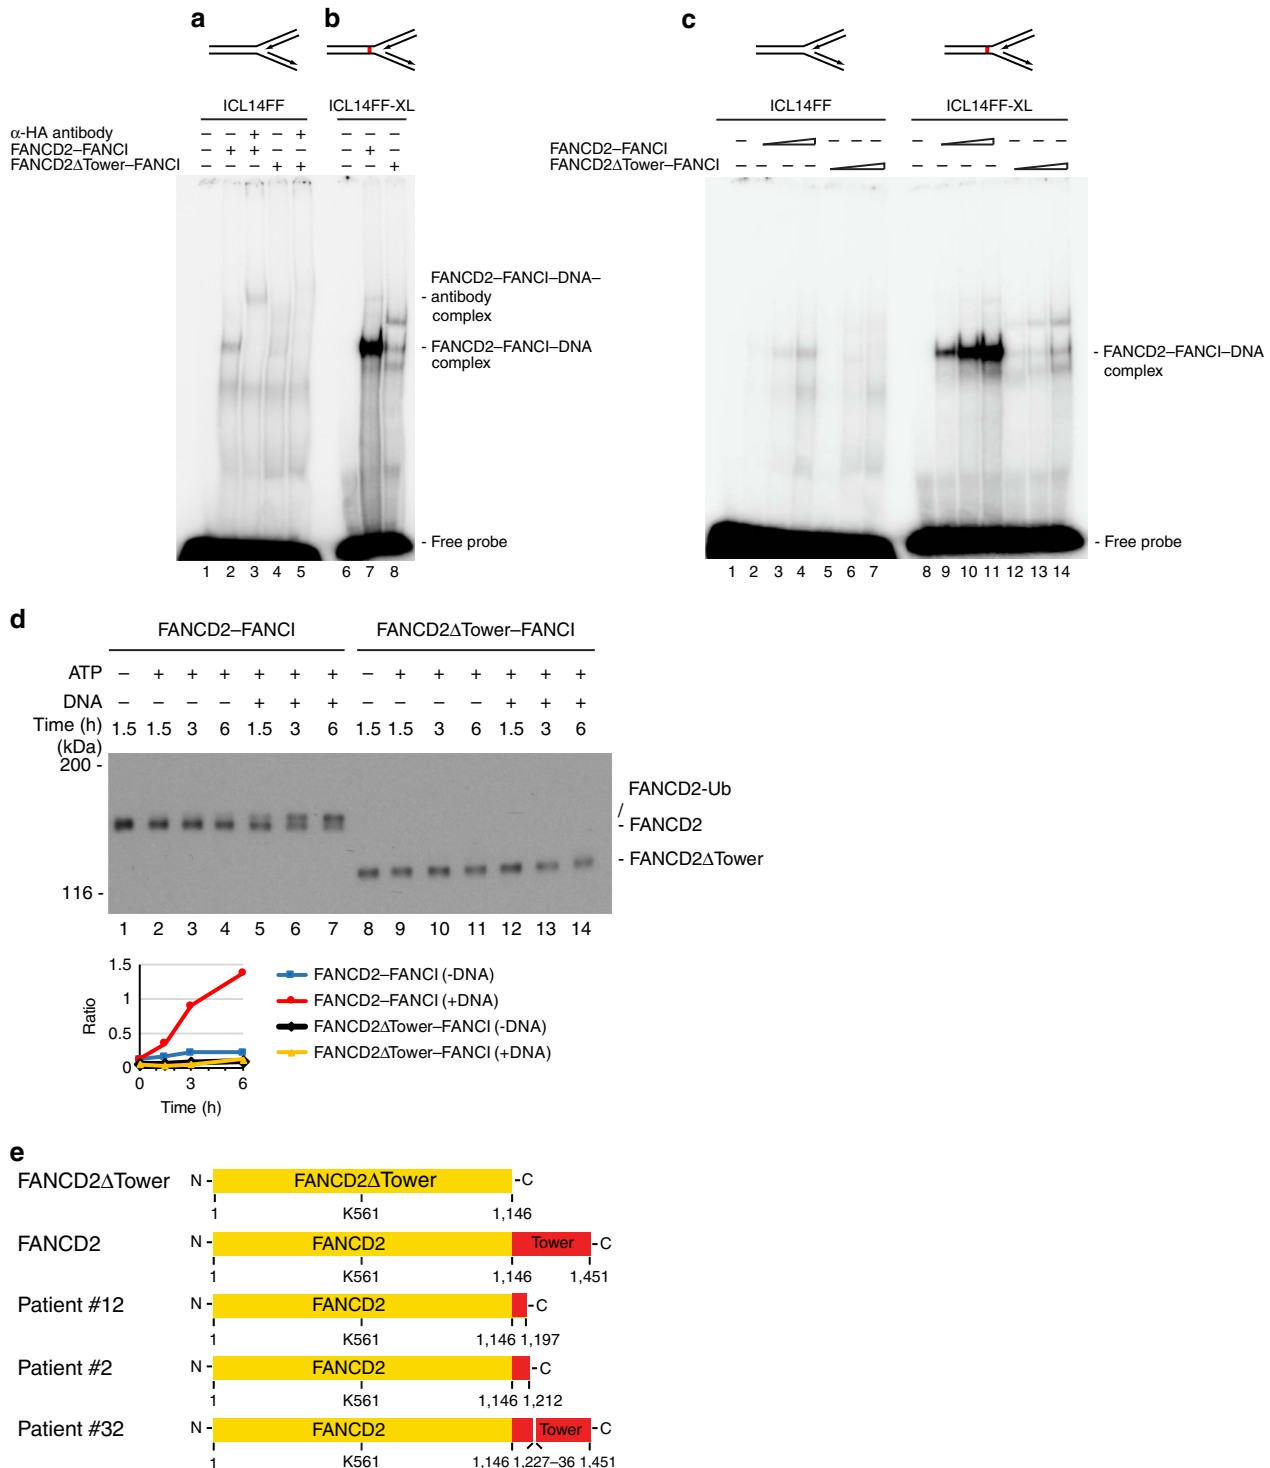 a
b
c
ICL14FF
ICL14FF-XL
ICL14FF
ICL14FF-XL
α-HA antibody – – + – +
FANCD2–FANCI – + + – – – + –
FANCD2ΔTower–FANCI – – – + + – – +
FANCD2–FANCI – – – – – – – –
FANCD2ΔTower–FANCI – – – – – – – –
FANCD2–FANCI–DNA–
- antibody
complex
- FANCD2–FANCI–DNA
complex
- Free probe
- FANCD2–FANCI–DNA
complex
- Free probe
1 2 3 4 5 6 7 8
1 2 3 4 5 6 7 8 9 10 11 12 13 14
d
FANCD2–FANCI
FANCD2ΔTower–FANCI
ATP – + + + + + + – + + + + + +
DNA – – – – + + + – – – – + + +
Time (h) 1.5 1.5 3 6 1.5 3 6 1.5 1.5 3 6 1.5 3 6
(kDa)
200 -
116 -
FANCD2-Ub
/
- FANCD2
- FANCD2ΔTower
1 2 3 4 5 6 7 8 9 10 11 12 13 14
1.5
1
0.5
0
Ratio
0 3 6
Time (h)
FANCD2–FANCI (-DNA)
FANCD2–FANCI (+DNA)
FANCD2ΔTower–FANCI (-DNA)
FANCD2ΔTower–FANCI (+DNA)
e
FANCD2ΔTower N - FANCD2ΔTower -C
1 K561 1,146
FANCD2 N - FANCD2 Tower -C
1 K561 1,146 1,451
Patient #12 N - FANCD2 -C
1 K561 1,146 1,197
Patient #2 N - FANCD2 -C
1 K561 1,146 1,212
Patient #32 N - FANCD2 Tower -C
1 K561 1,146 1,227–36 1,451